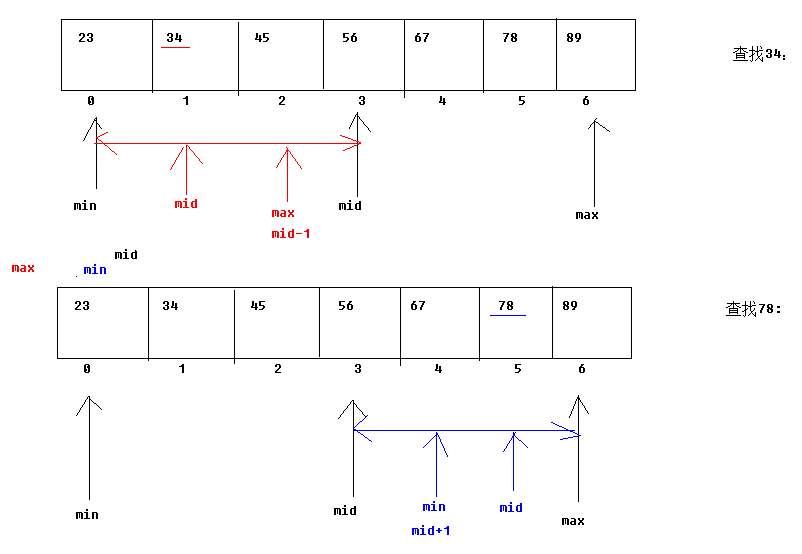 23 34 45 56 67 78 89
查找34:
0 1 2 3 4 5 6
min mid max mid max
mid-1
mid
max min
23 34 45 56 67 78 89
查找78:
0 1 2 3 4 5 6
min mid min mid max
mid+1